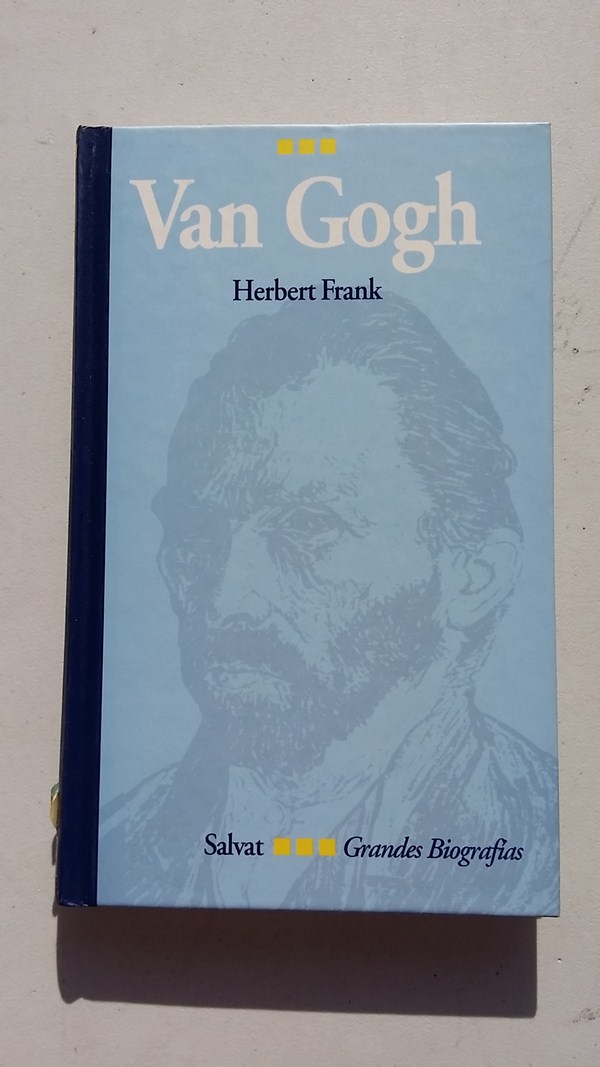 Van Gogh
Herbert Frank
Salvat Grandes Biografías